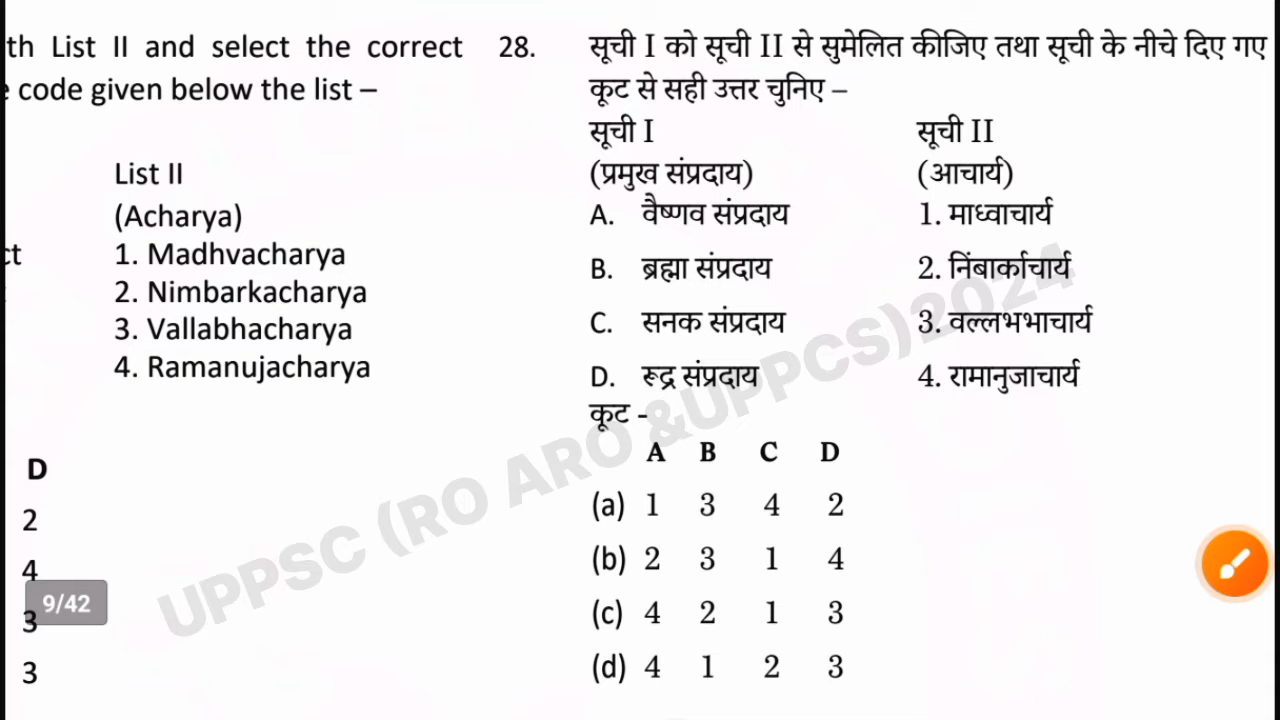 th List II and select the correct
code given below the list –
List II
(Acharya)
ct
1. Madhvacharya
2. Nimbarkacharya
3. Vallabhacharya
4. Ramanujacharya
D
2
4
3
3
9/42
28. सूची I को सूची II से सुमेलित कीजिए तथा सूची के नीचे दिए गए
कूट से सही उत्तर चुनिए –
सूची I सूची II
(प्रमुख संप्रदाय) (आचार्य)
A. वैष्णव संप्रदाय 1. माध्वाचार्य
B. ब्रह्मा संप्रदाय 2. निंबार्काचार्य
C. सनक संप्रदाय 3. वल्लभभाचार्य
D. रूद्र संप्रदाय 4. रामानुजाचार्य
कूट -
A B C D
(a) 1 3 4 2
(b) 2 3 1 4
(c) 4 2 1 3
(d) 4 1 2 3
UPPSC (RO ARO &UPPCS)2024